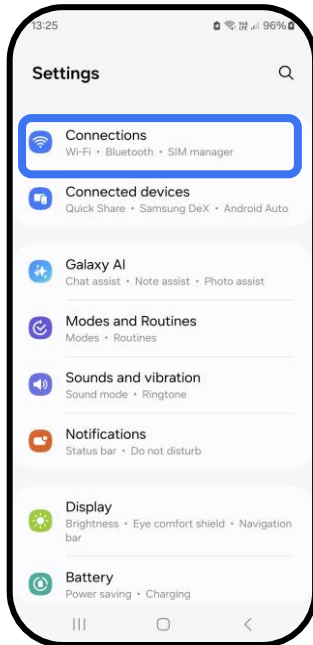 13:25 96%
Settings
Connections
Wi-Fi • Bluetooth • SIM manager
Connected devices
Quick Share • Samsung DeX • Android Auto
Galaxy AI
Chat assist • Note assist • Photo assist
Modes and Routines
Modes • Routines
Sounds and vibration
Sound mode • Ringtone
Notifications
Status bar • Do not disturb
Display
Brightness • Eye comfort shield • Navigation
bar
Battery
Power saving • Charging